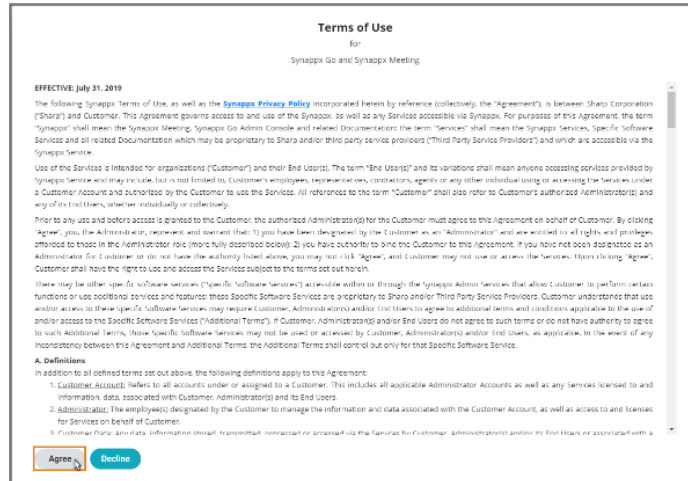 Terms of Use
for
Synappx Go and Synappx Meeting
EFFECTIVE: July 31, 2019
The following Synappx Terms of Use, as well as the Synappx Privacy Policy incorporated herein by reference (collectively, the "Agreement"), is between Sharp Corporation
("Sharp") and Customer. This Agreement governs access to and use of the Synappx, as well as any Services accessible via Synappx. For purposes of this Agreement, the term
"Synappx" shall mean the Synappx Meeting, Synappx Go Admin Console and related Documentation; the term "Services" shall mean the Synappx Services, Specific Software
Services and all related Documentation which may be proprietary to Sharp and/or third party service providers ("Third Party Service Providers") and which are accessible via the
Synappx Service.
Use of the Services is intended for organizations ("Customer") and their End User(s). The term "End User(s)" and its variations shall mean anyone accessing services provided by
Synappx Service and may include, but is not limited to, Customer's employees, representatives, contractors, agents or any other individual using or accessing the Services under
a Customer Account and authorized by the Customer to use the Services. All references to the term "Customer" shall also refer to Customer's authorized Administrator(s) and
any of its End Users, whether individually or collectively.
Prior to any use and before access is granted to the Customer, the authorized Administrator(s) for the Customer must agree to this Agreement on behalf of Customer. By clicking
"Agree", you, the Administrator, represent and warrant that: 1) you have been designated by the Customer as an "Administrator" and are entitled to all rights and privileges
afforded to those in the Administrator role (more fully described below); 2) you have authority to bind the Customer to this Agreement. If you have not been designated as an
Administrator for Customer or do not have the authority listed above, you may not click "Agree", and Customer may not use or access the Services. Upon clicking "Agree",
Customer shall have the right to use and access the Services subject to the terms set out herein.
There may be other specific software services ("Specific Software Services") accessible within or through the Synappx Admin Services that allow Customer to perform certain
functions or use additional services and features; these Specific Software Services are proprietary to Sharp and/or Third Party Service Providers. Customer understands that use
and/or access to these Specific Software Services may require Customer, Administrator(s) and/or End Users to agree to additional terms and conditions applicable to the use of
and/or access to the Specific Software Services ("Additional Terms"). If Customer, Administrator(s) and/or End Users do not agree to such terms or do not have authority to agree
to such Additional Terms, those Specific Software Services may not be used or accessed by Customer, Administrator(s) and/or End Users, as applicable. In the event of any
inconsistency between this Agreement and Additional Terms, the Additional Terms shall control but only for that Specific Software Service.
A. Definitions
In addition to all defined terms set out above, the following definitions apply to this Agreement:
1. Customer Account: Refers to all accounts under or assigned to a Customer. This includes all applicable Administrator Accounts as well as any Services licensed to and
information, data, associated with Customer, Administrator(s) and its End Users.
2. Administrator: The employee(s) designated by the Customer to manage the information and data associated with the Customer Account, as well as access to and licenses
for Services on behalf of Customer.
3. Customer Data: Any data, information stored, transmitted, processed or accessed via the Services by Customer, Administrator(s) and/or its End Users or associated with a
Agree
Decline